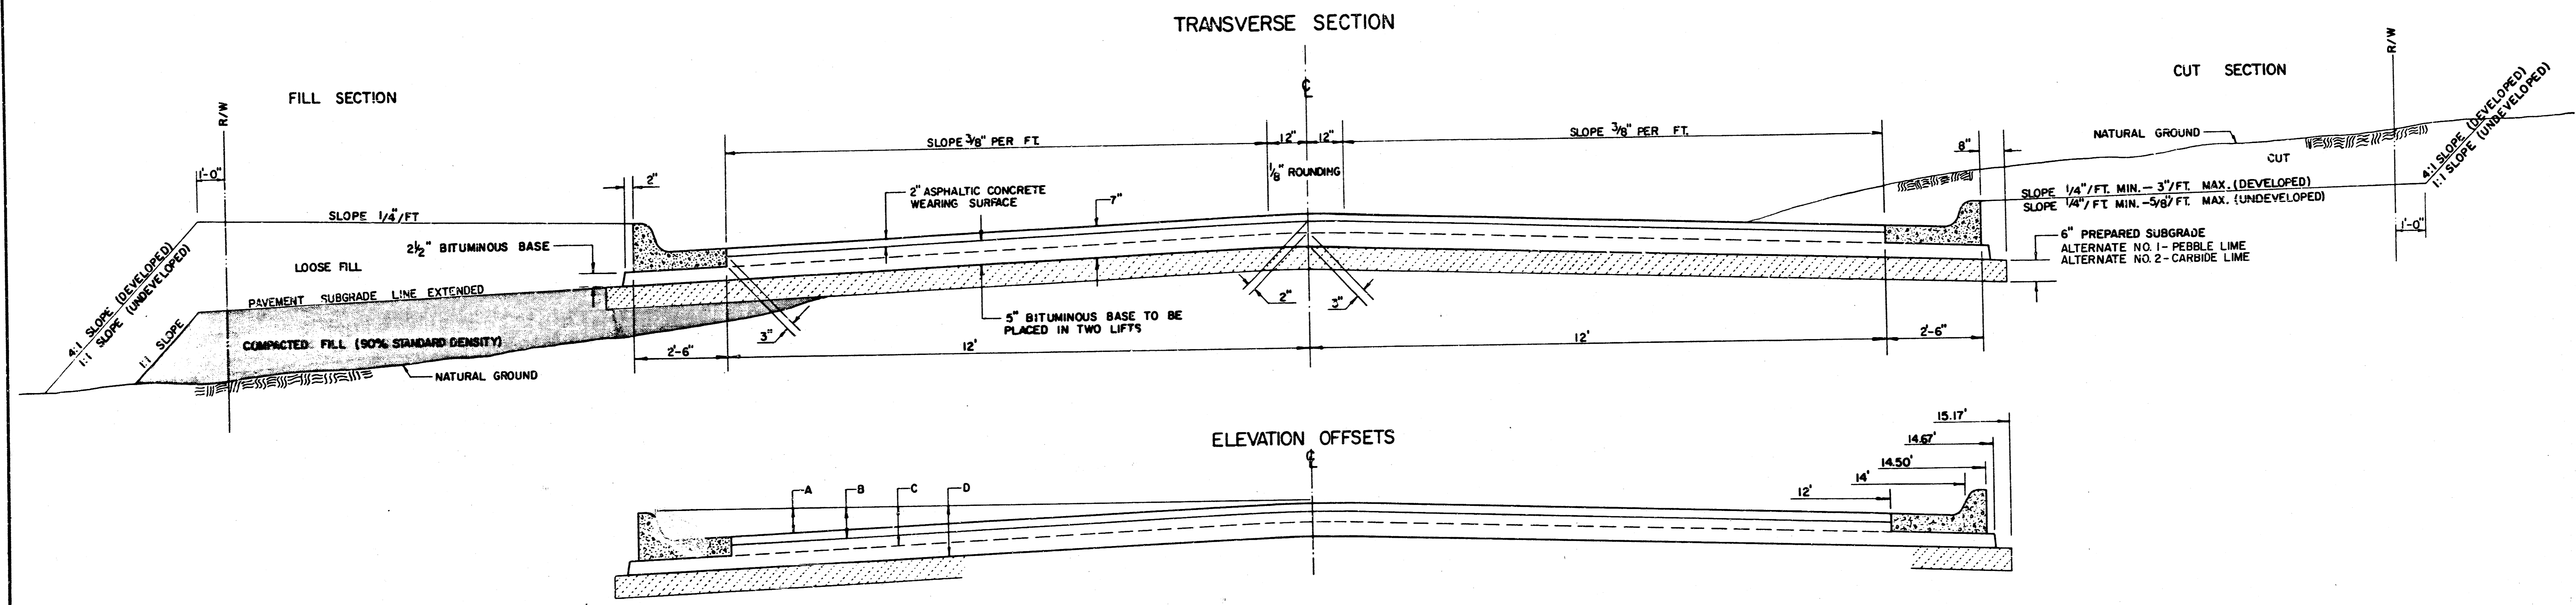 TRANSVERSE SECTION
FILL SECTION
R/W
℄
CUT SECTION
R/W
1'-0"
SLOPE 1/4"/FT
2"
SLOPE 3/8" PER FT.
12"
12"
1/8" ROUNDING
SLOPE 3/8" PER FT.
8"
NATURAL GROUND
CUT
4:1 SLOPE (DEVELOPED)
1:1 SLOPE (UNDEVELOPED)
SLOPE 1/4"/FT. MIN. - 3"/FT. MAX. (DEVELOPED)
SLOPE 1/4"/FT. MIN. -5/8"/FT. MAX. (UNDEVELOPED)
1'-0"
2" ASPHALTIC CONCRETE
WEARING SURFACE
7"
2 1/2" BITUMINOUS BASE
LOOSE FILL
PAVEMENT SUBGRADE LINE EXTENDED
4:1 SLOPE (DEVELOPED)
1:1 SLOPE (UNDEVELOPED)
1:1 SLOPE
COMPACTED FILL (90% STANDARD DENSITY)
NATURAL GROUND
6" PREPARED SUBGRADE
ALTERNATE NO. 1 - PEBBLE LIME
ALTERNATE NO. 2 - CARBIDE LIME
5" BITUMINOUS BASE TO BE
PLACED IN TWO LIFTS
3"
2"
3"
2'-6"
12'
12'
2'-6"
ELEVATION OFFSETS
℄
A
B
C
D
12'
14'
14.50'
14.67'
15.17'